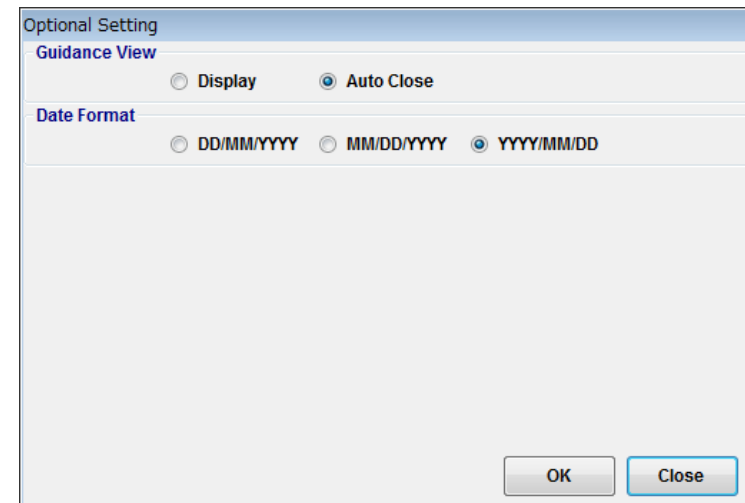 Optional Setting
Guidance View
Display Auto Close
Date Format
DD/MM/YYYY MM/DD/YYYY YYYY/MM/DD
OK Close